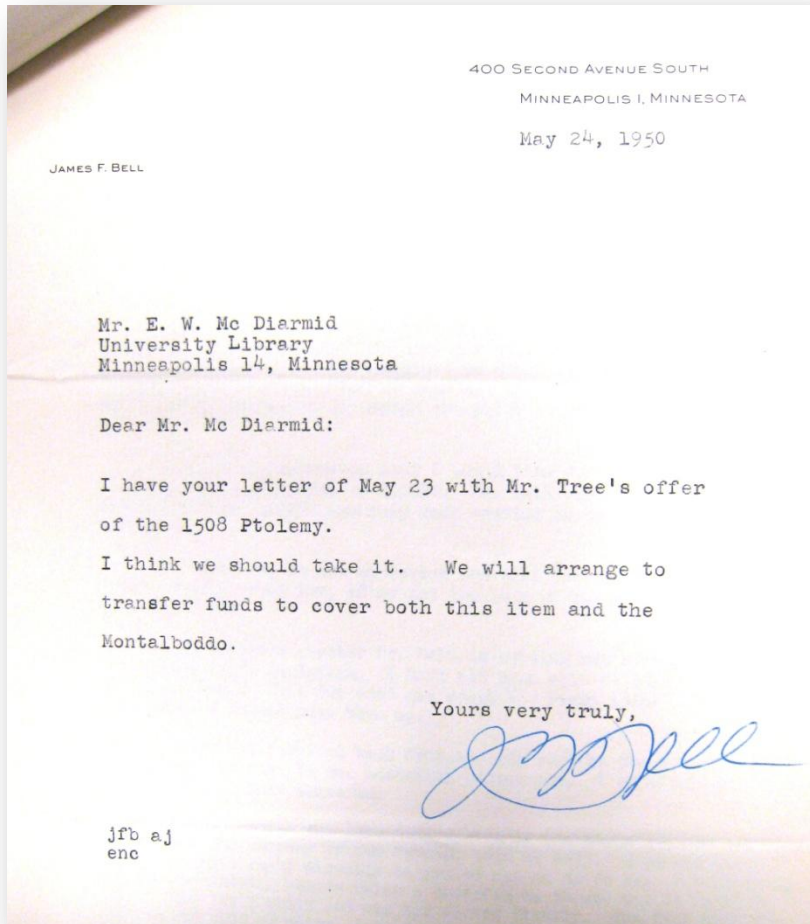 400 SECOND AVENUE SOUTH
MINNEAPOLIS 1, MINNESOTA
May 24, 1950
JAMES F. BELL
Mr. E. W. Mc Diarmid
University Library
Minneapolis 14, Minnesota
Dear Mr. Mc Diarmid:
I have your letter of May 23 with Mr. Tree's offer
of the 1508 Ptolemy.
I think we should take it. We will arrange to
transfer funds to cover both this item and the
Montalboddo.
Yours very truly,
J F Bell
jfb aj
enc